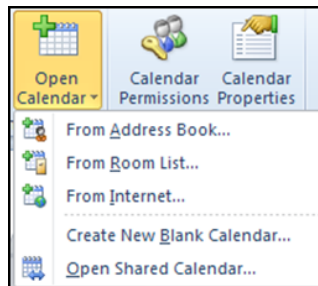 Open Calendar
Calendar Permissions
Calendar Properties
From Address Book...
From Room List...
From Internet...
Create New Blank Calendar...
Open Shared Calendar...